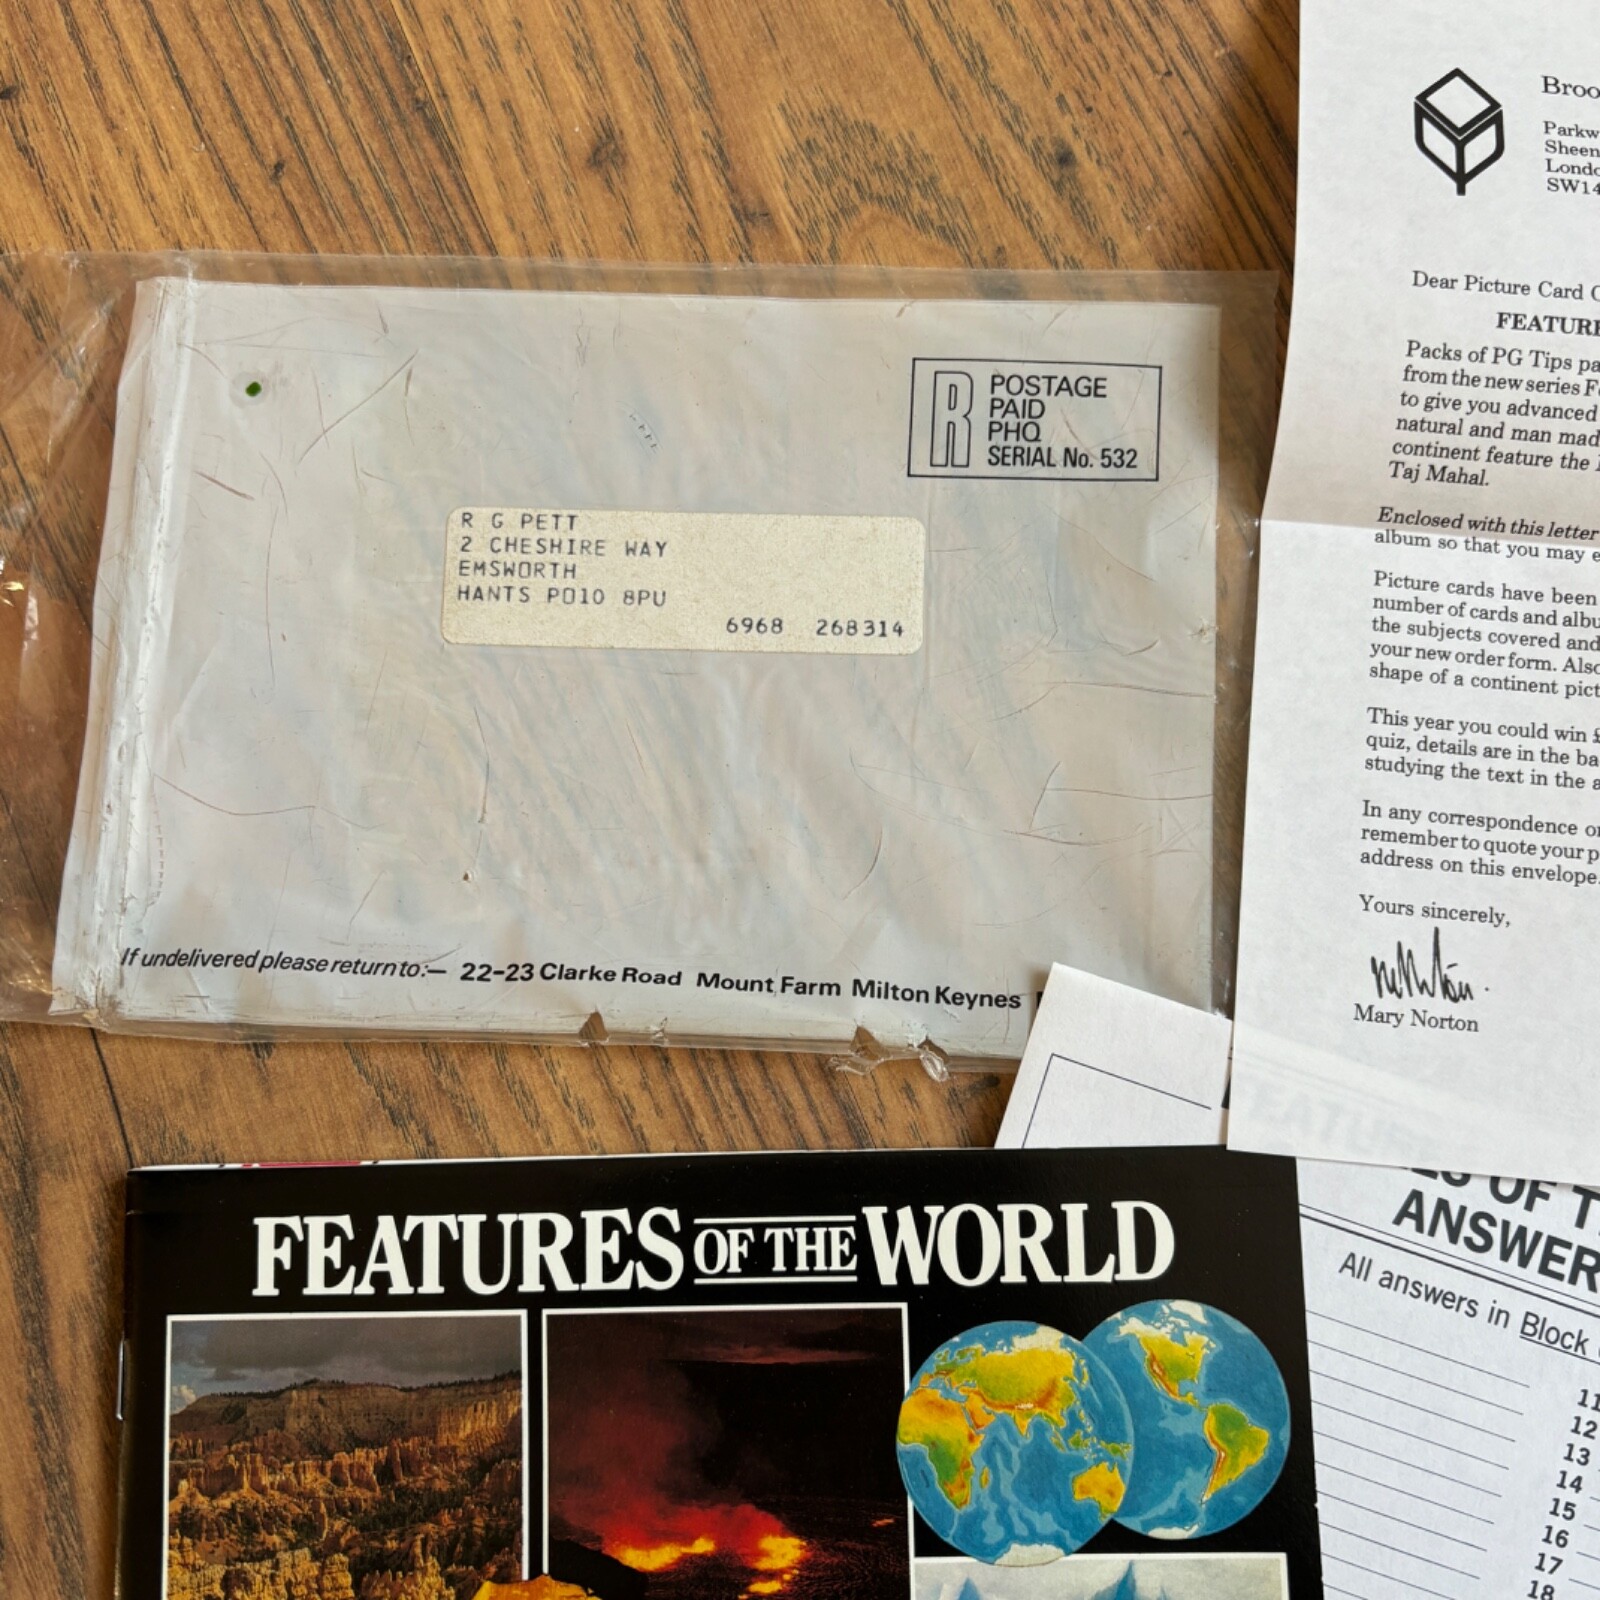 POSTAGE
PAID
PHQ
SERIAL No. 532
R
R G PETT
2 CHESHIRE WAY
EMSWORTH
HANTS PO10 8PU
6968 268314
If undelivered please return to:— 22-23 Clarke Road Mount Farm Milton Keynes
Parkw
Sheen
SW14
Dear Picture Card
FEATURE
Packs of PG Tips pa
from the new series
to give you advanced
natural and man mad
continent feature the
Taj Mahal.
Enclosed with this letter
album so that you may e
Picture cards have been
number of cards and albu
the subjects covered and
your new order form. Also
shape of a continent pict
This year you could win £
quiz, details are in the ba
studying the text in the a
In any correspondence or
remember to quote your p
address on this envelope.
Yours sincerely,
Mary Norton
FEATURES OF THE WORLD
ES OF T
ANSWER
All answers in Block
11
12
13
14
15
16
17
18